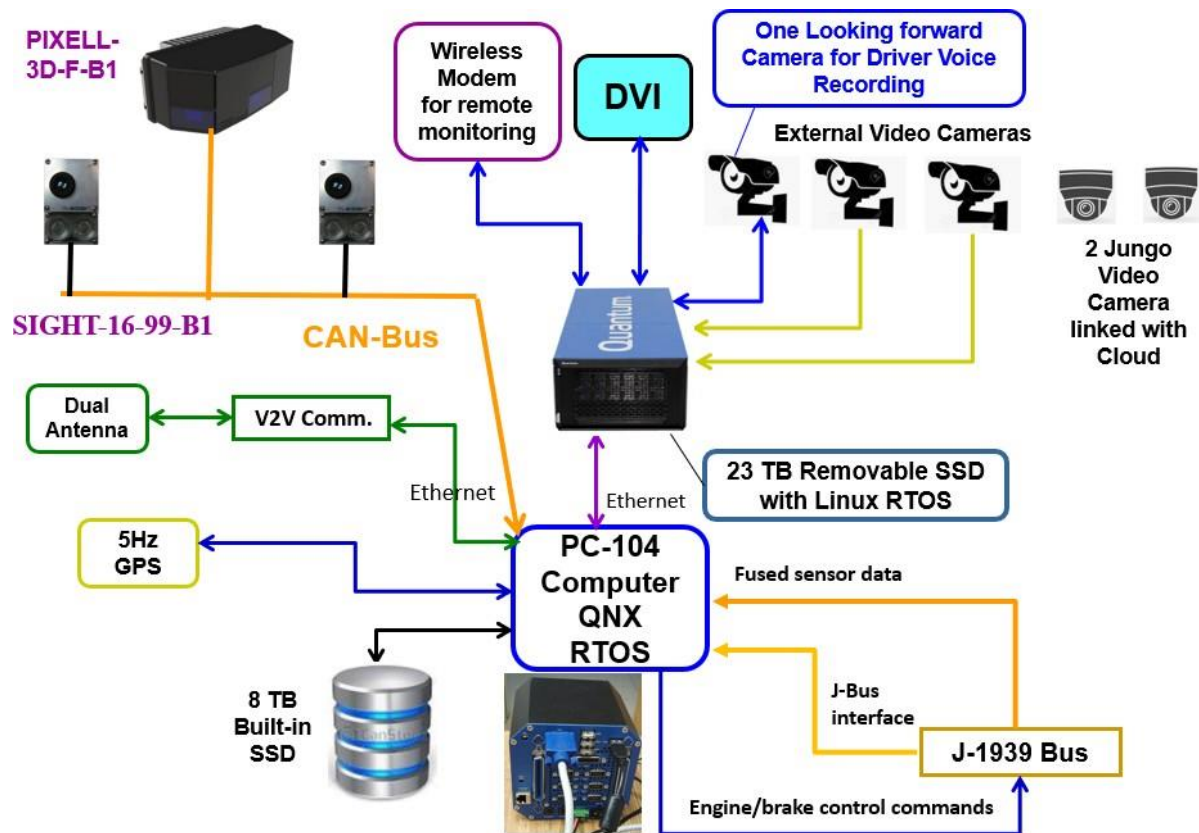 PIXELL-
3D-F-B1
Wireless
Modem
for remote
monitoring
DVI
One Looking forward
Camera for Driver Voice
Recording
External Video Cameras
2 Jungo
Video
Camera
linked with
Cloud
SIGHT-16-99-B1
CAN-Bus
Quantum
Dual
Antenna
V2V Comm.
Ethernet
Ethernet
23 TB Removable SSD
with Linux RTOS
5Hz
GPS
PC-104
Computer
QNX
RTOS
Fused sensor data
J-Bus
interface
8 TB
Built-in
SSD
J-1939 Bus
Engine/brake control commands